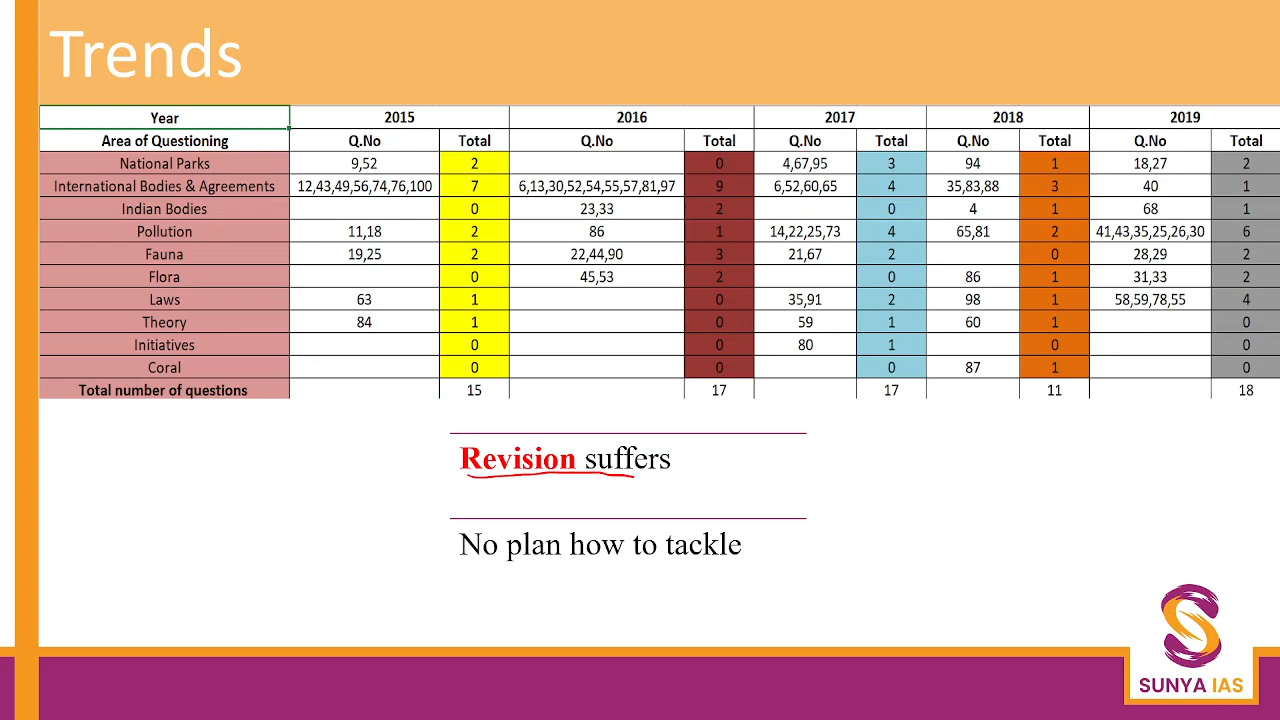 Trends
Year 2015 2016 2017 2018 2019
Area of Questioning Q.No Total Q.No Total Q.No Total Q.No Total Q.No Total
National Parks 9,52 2 0 4,67,95 3 94 1 18,27 2
International Bodies & Agreements 12,43,49,56,74,76,100 7 6,13,30,52,54,55,57,81,97 9 6,52,60,65 4 35,83,88 3 40 1
Indian Bodies 0 23,33 2 0 4 1 68 1
Pollution 11,18 2 86 1 14,22,25,73 4 65,81 2 41,43,35,25,26,30 6
Fauna 19,25 2 22,44,90 3 21,67 2 0 28,29 2
Flora 0 45,53 2 0 86 1 31,33 2
Laws 63 1 0 35,91 2 98 1 58,59,78,55 4
Theory 84 1 0 59 1 60 1 0
Initiatives 0 0 80 1 0 0
Coral 0 0 0 87 1 0
Total number of questions 15 17 17 11 18
Revision suffers
No plan how to tackle
SUNYA IAS